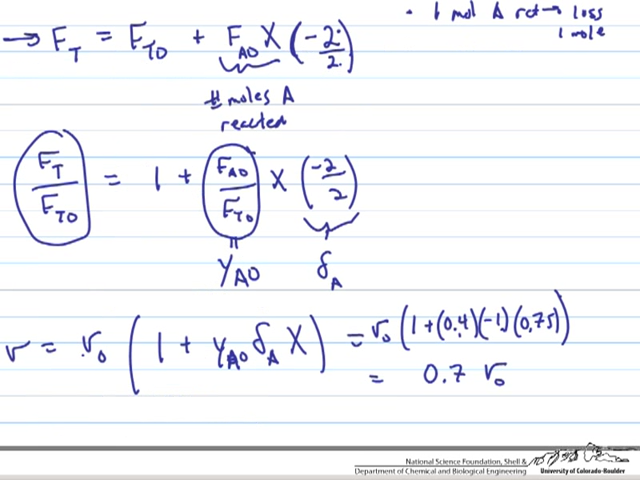 · 1 mol A rct → loss
1 mole
→ F_T = F_T0 + F_A0 X (-2/2)
# moles A
reacted
F_T/F_T0 = 1 + F_A0/F_T0 X (-2/2)
y_A0 δ_A
v = v_0 (1 + y_A0 δ_A X) = v_0 (1 + (0.4)(-1)(0.75))
= 0.7 v_0
National Science Foundation, Shell &
Department of Chemical and Biological Engineering
University of Colorado-Boulder